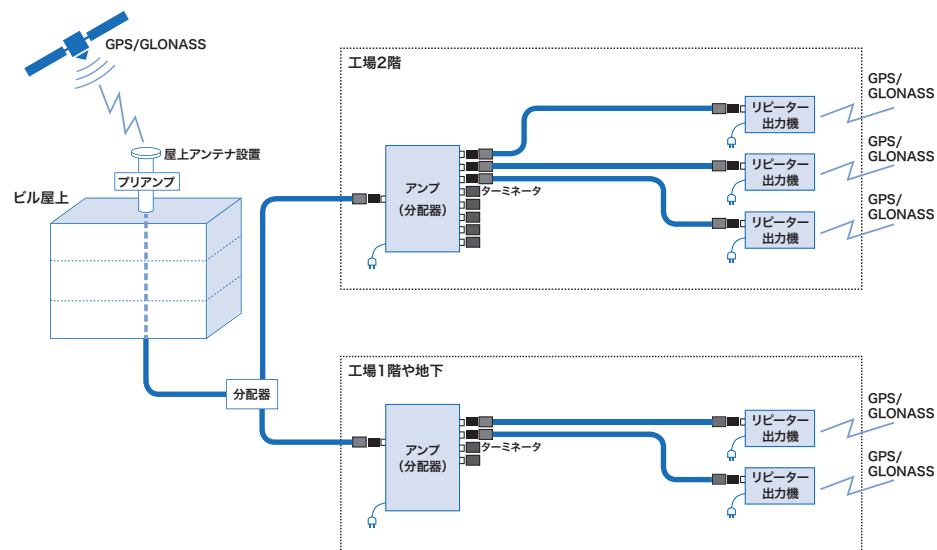 GPS/GLONASS
屋上アンテナ設置
プリアンプ
ビル屋上
分配器
工場2階
アンプ
(分配器)
ターミネータ
リピーター
出力機
GPS/
GLONASS
リピーター
出力機
GPS/
GLONASS
リピーター
出力機
GPS/
GLONASS
工場1階や地下
アンプ
(分配器)
ターミネータ
リピーター
出力機
GPS/
GLONASS
リピーター
出力機
GPS/
GLONASS